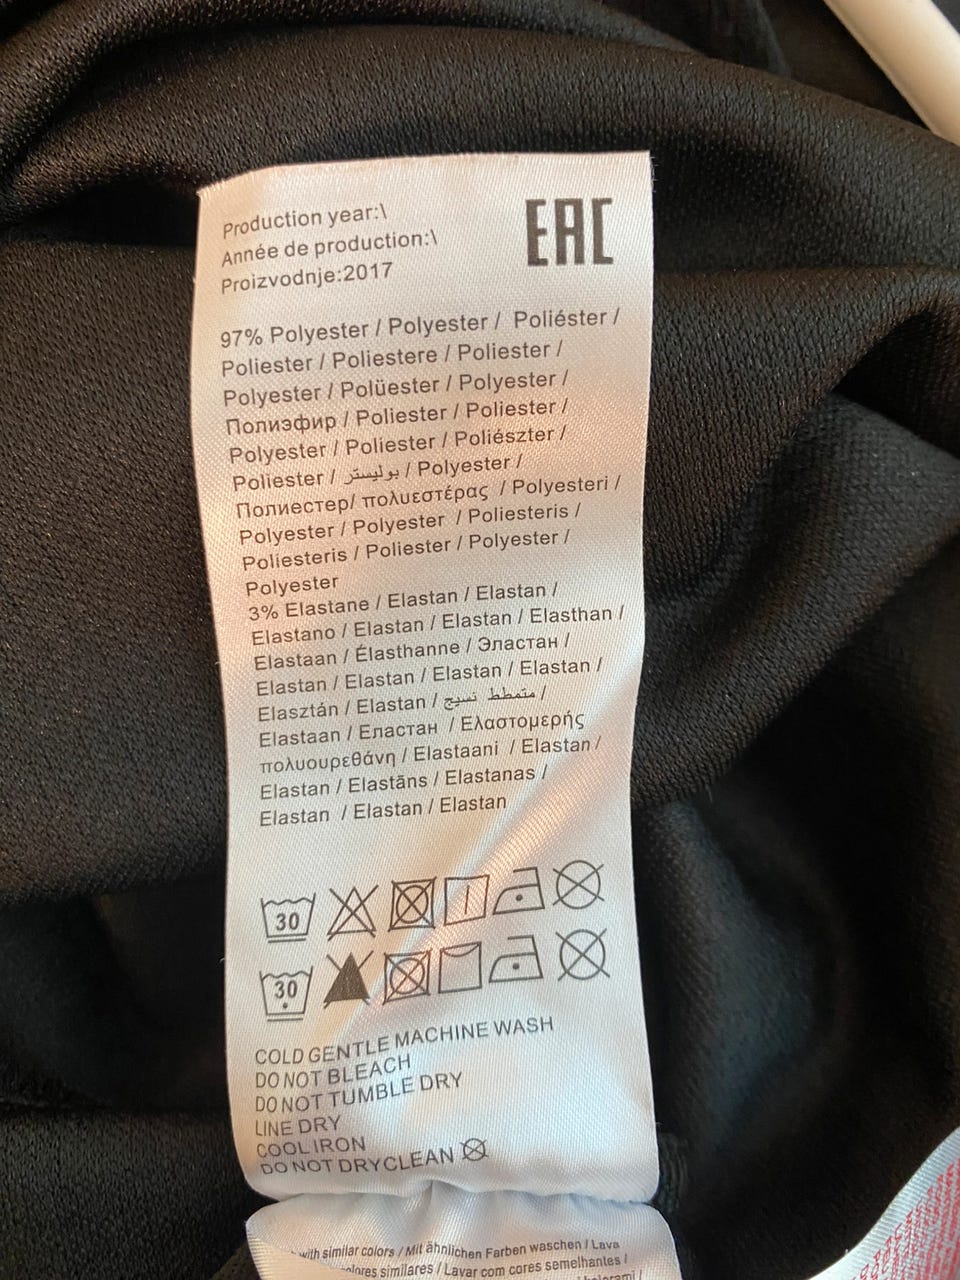 Production year:\
Année de production:\
Proizvodnje:2017
EAC
97% Polyester / Polyester / Poliéster /
Poliester / Poliestere / Poliester /
Polyester / Polüester / Polyester /
Полиэфир / Poliester / Poliester /
Polyester / Poliester / Poliészter /
Poliester / بوليستر / Polyester /
Полиестер/ πολυεστέρας / Polyesteri /
Polyester / Polyester / Poliesteris /
Poliesteris / Poliester / Polyester /
Polyester
3% Elastane / Elastan / Elastan /
Elastano / Elastan / Elastan / Elasthan /
Elastaan / Élasthanne / Эластан /
Elastan / Elastan / Elastan / Elastan /
Elasztán / Elastan / متمطط نسيج /
Elastaan / Еластан / Ελαστομερής
πολυουρεθάνη / Elastaani / Elastan /
Elastan / Elastāns / Elastanas /
Elastan / Elastan / Elastan
30
30
COLD GENTLE MACHINE WASH
DO NOT BLEACH
DO NOT TUMBLE DRY
LINE DRY
COOL IRON
DO NOT DRYCLEAN
with similar colors / Mit ähnlichen Farben waschen / Lava
colores similares / Lavar com cores semelhantes /